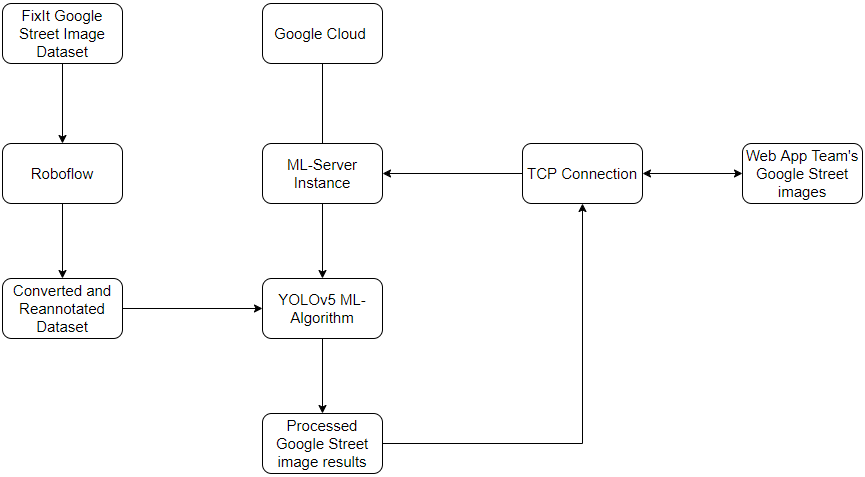 FixIt Google
Street Image
Dataset
Google Cloud
Roboflow
ML-Server
Instance
TCP Connection
Web App Team's
Google Street
images
Converted and
Reannotated
Dataset
YOLOv5 ML-
Algorithm
Processed
Google Street
image results